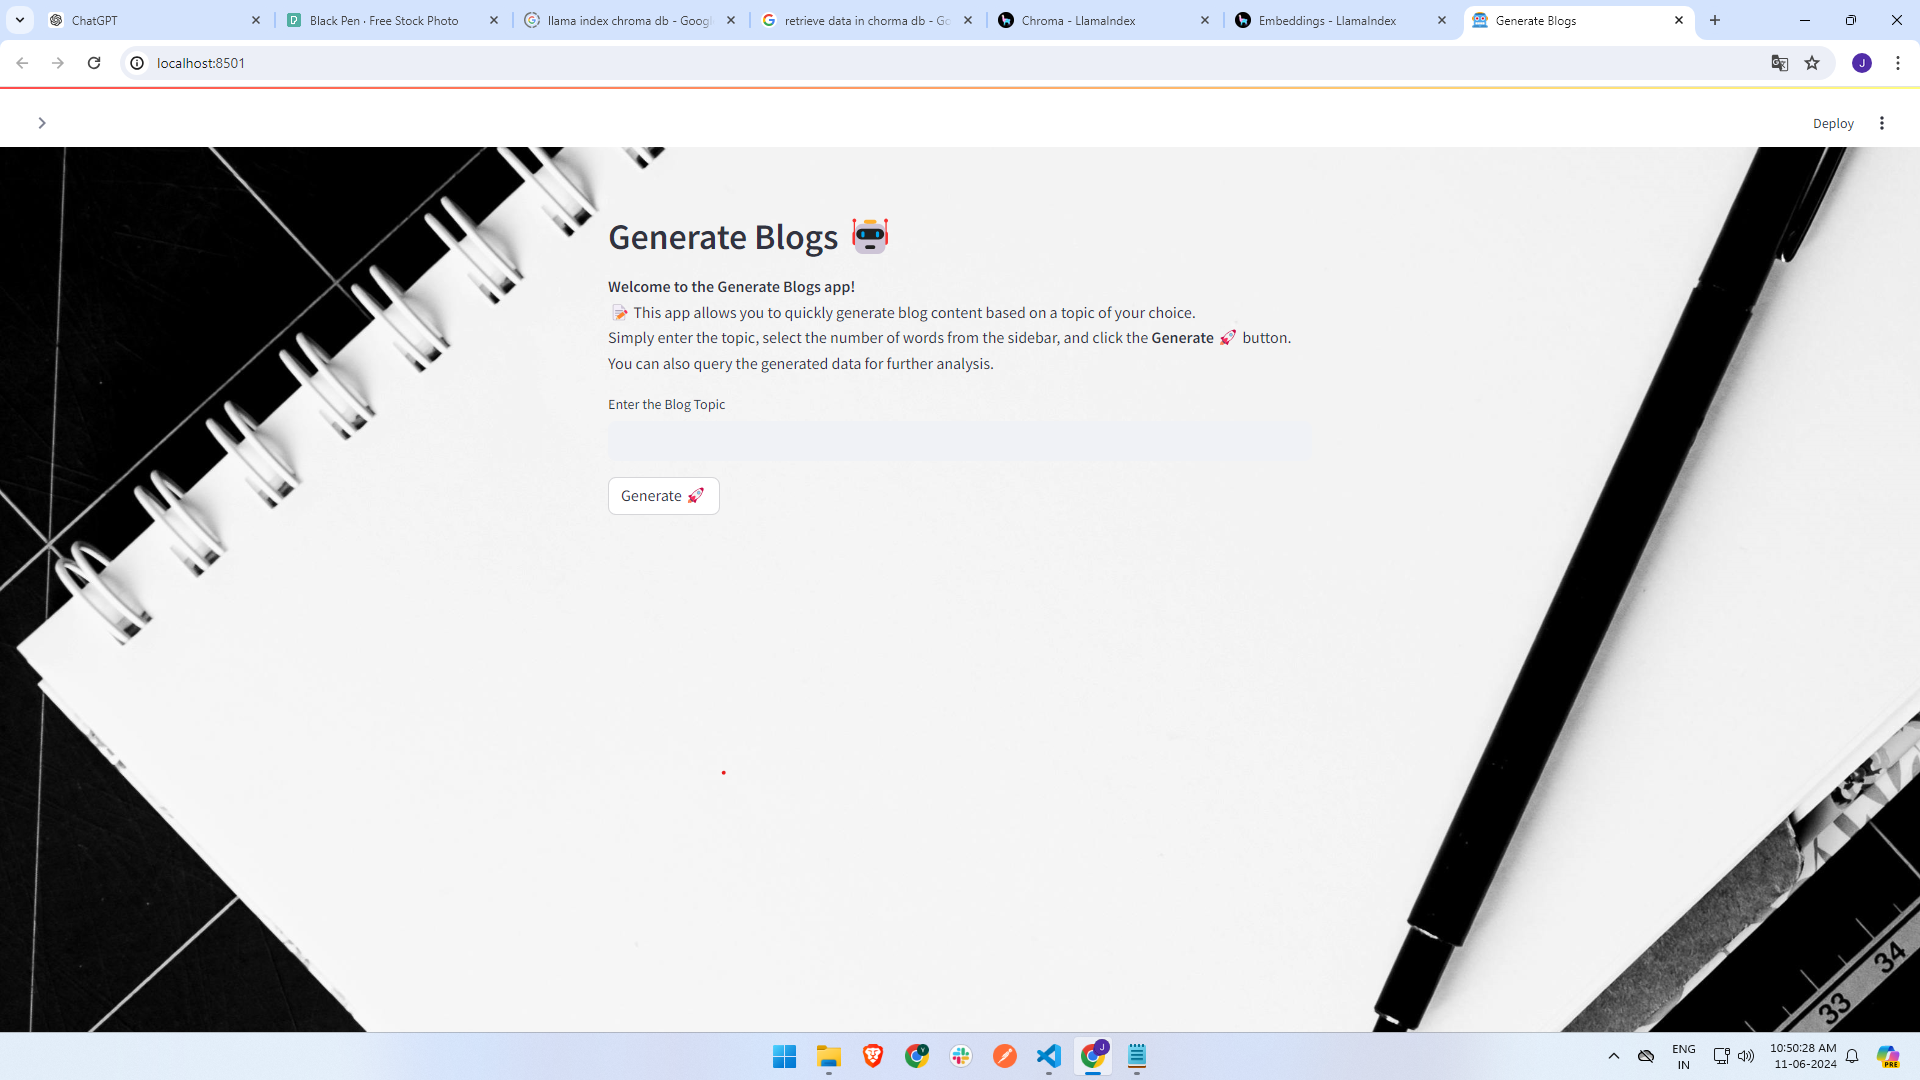 ChatGPT
Black Pen · Free Stock Photo
llama index chroma db - Googl
retrieve data in chorma db - Go
Chroma - LlamaIndex
Embeddings - LlamaIndex
Generate Blogs
localhost:8501
J
Deploy
Generate Blogs
Welcome to the Generate Blogs app!
This app allows you to quickly generate blog content based on a topic of your choice.
Simply enter the topic, select the number of words from the sidebar, and click the Generate 🚀 button.
You can also query the generated data for further analysis.
Enter the Blog Topic
Generate 🚀
34
33
ENG
IN
10:50:28 AM
11-06-2024
PRE